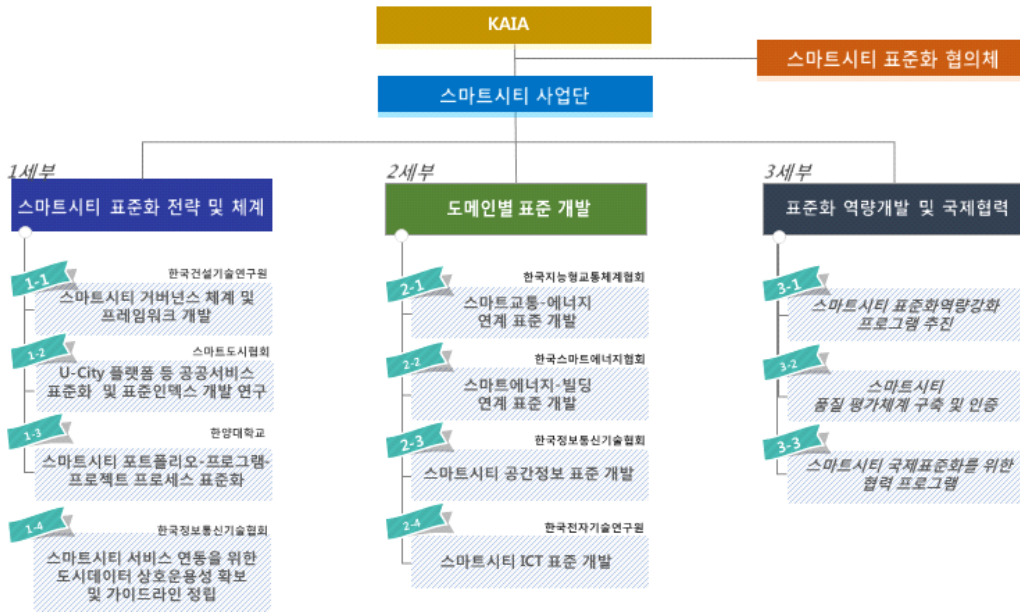 KAIA
스마트시티 표준화 협의체
스마트시티 사업단
1세부
스마트시티 표준화 전략 및 체계
1-1
한국건설기술연구원
스마트시티 거버넌스 체계 및
프레임워크 개발
1-2
스마트도시협회
U-City 플랫폼 등 공공서비스
표준화 및 표준인덱스 개발 연구
1-3
한양대학교
스마트시티 포트폴리오-프로그램-
프로젝트 프로세스 표준화
1-4
한국정보통신기술협회
스마트시티 서비스 연동을 위한
도시데이터 상호운용성 확보
및 가이드라인 정립
2세부
도메인별 표준 개발
2-1
한국지능형교통체계협회
스마트교통-에너지
연계 표준 개발
2-2
한국스마트에너지협회
스마트에너지-빌딩
연계 표준 개발
2-3
한국정보통신기술협회
스마트시티 공간정보 표준 개발
2-4
한국전자기술연구원
스마트시티 ICT 표준 개발
3세부
표준화 역량개발 및 국제협력
3-1
스마트시티 표준화역량강화
프로그램 추진
3-2
스마트시티
품질 평가체계 구축 및 인증
3-3
스마트시티 국제표준화를 위한
협력 프로그램